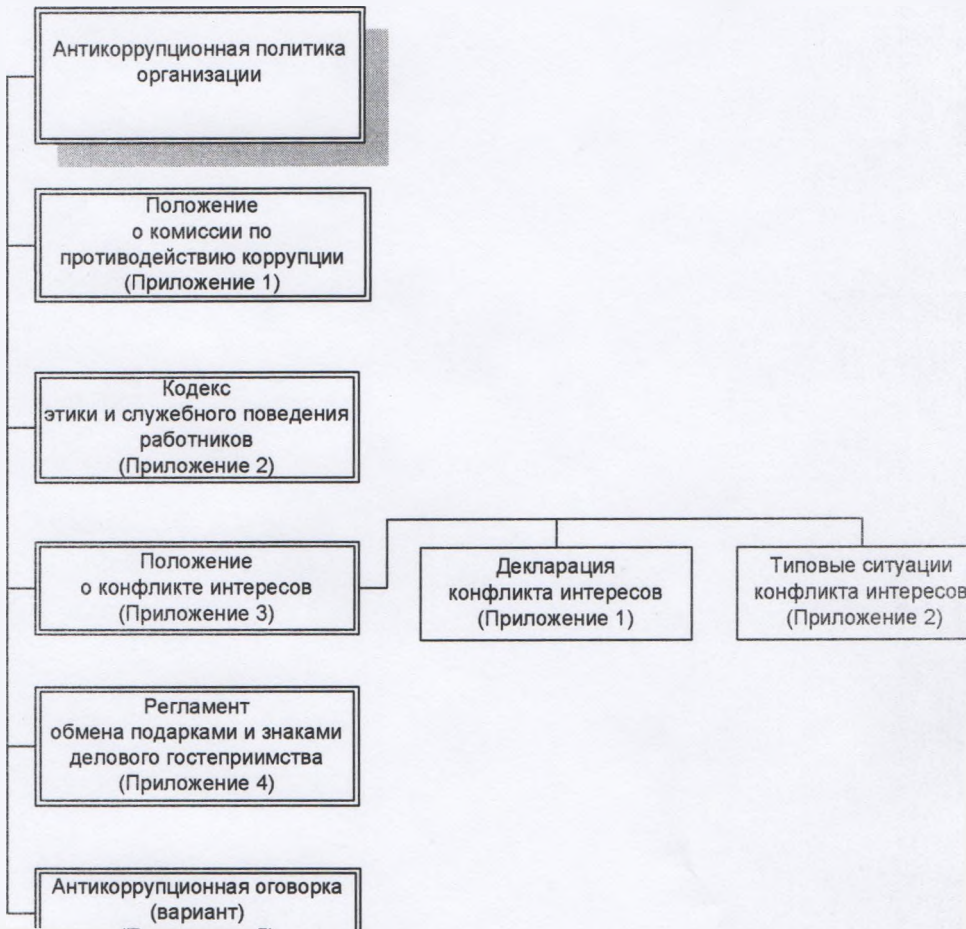 Антикоррупционная политика
организации
Положение
о комиссии по
противодействию коррупции
(Приложение 1)
Кодекс
этики и служебного поведения
работников
(Приложение 2)
Положение
о конфликте интересов
(Приложение 3)
Декларация
конфликта интересов
(Приложение 1)
Типовые ситуации
конфликта интересов
(Приложение 2)
Регламент
обмена подарками и знаками
делового гостеприимства
(Приложение 4)
Антикоррупционная оговорка
(вариант)